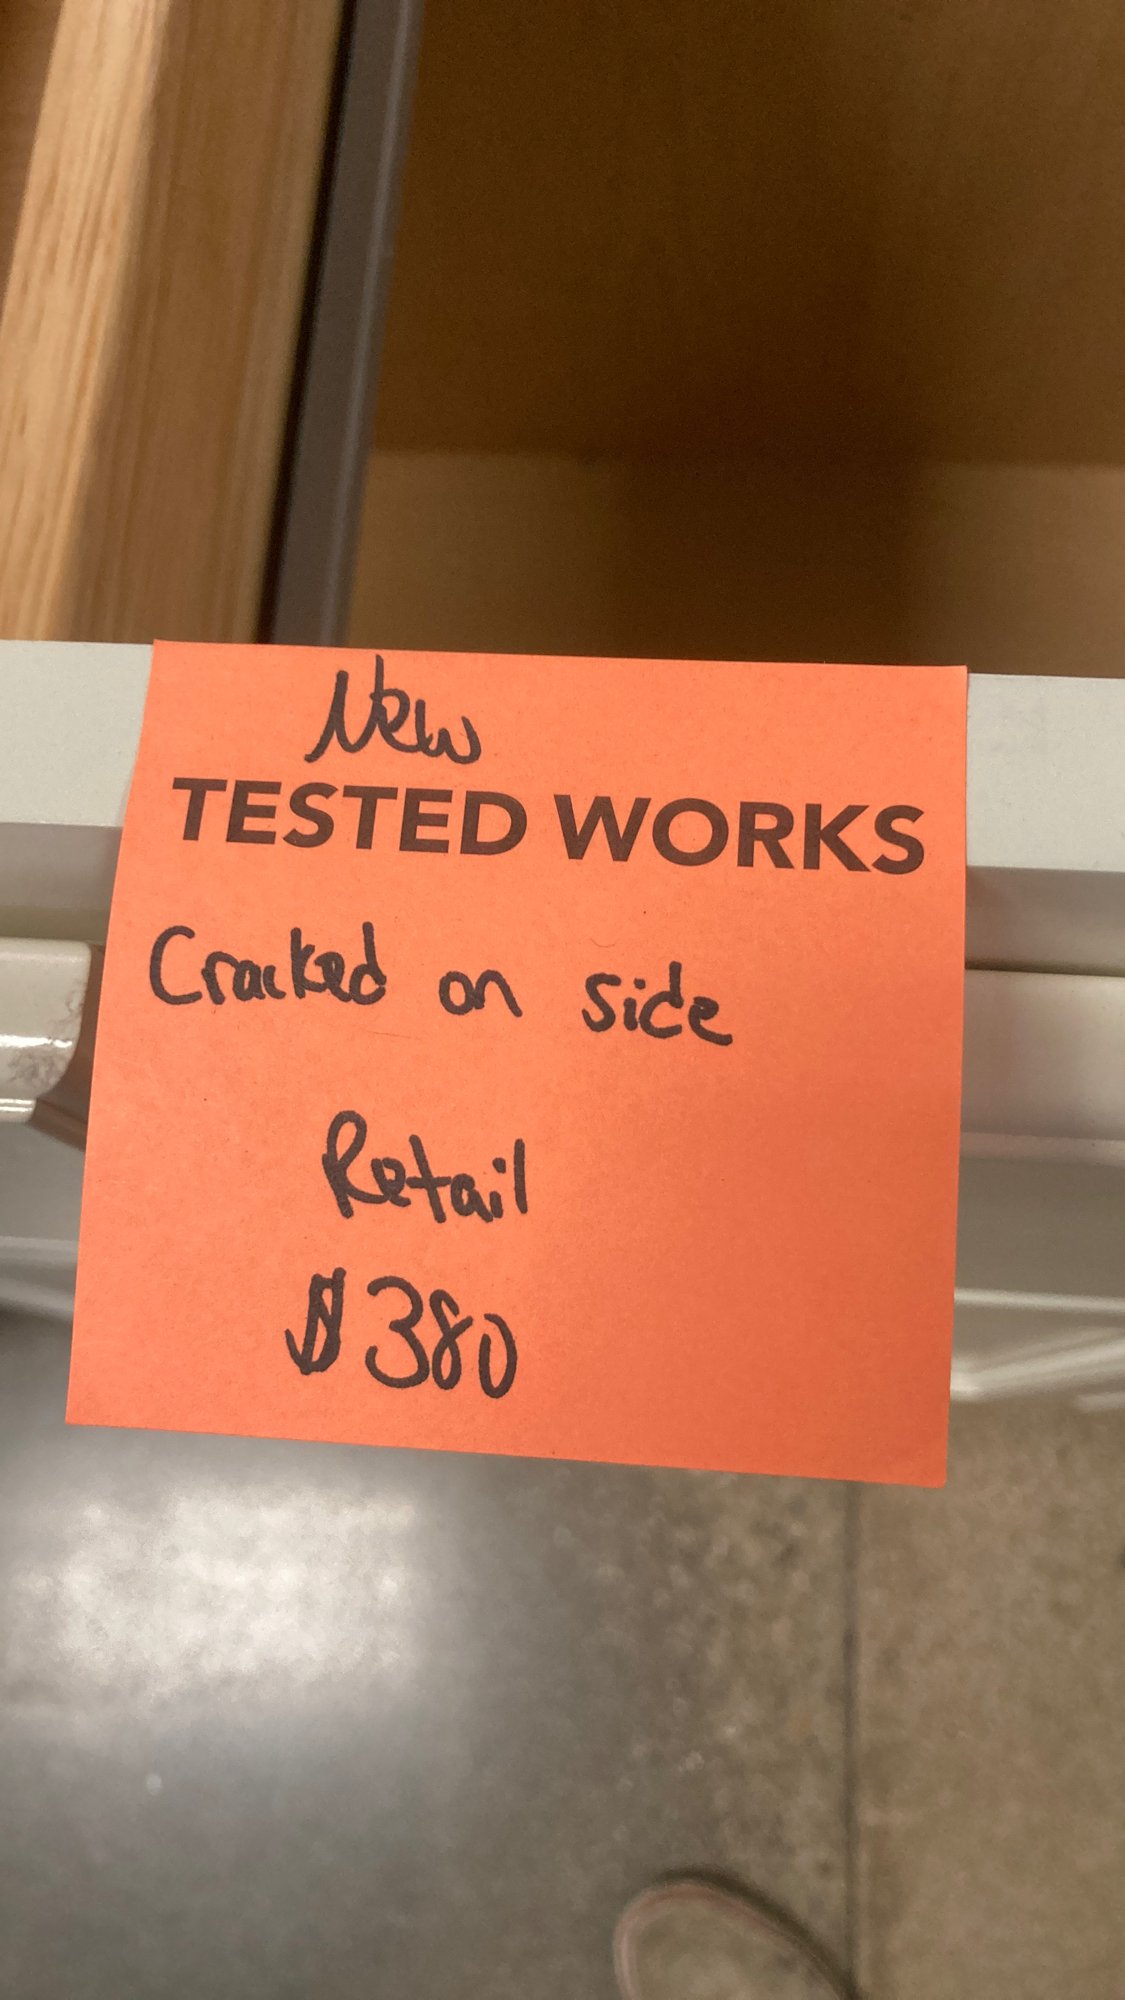 New
TESTED WORKS
Cracked on side
Retail
$380